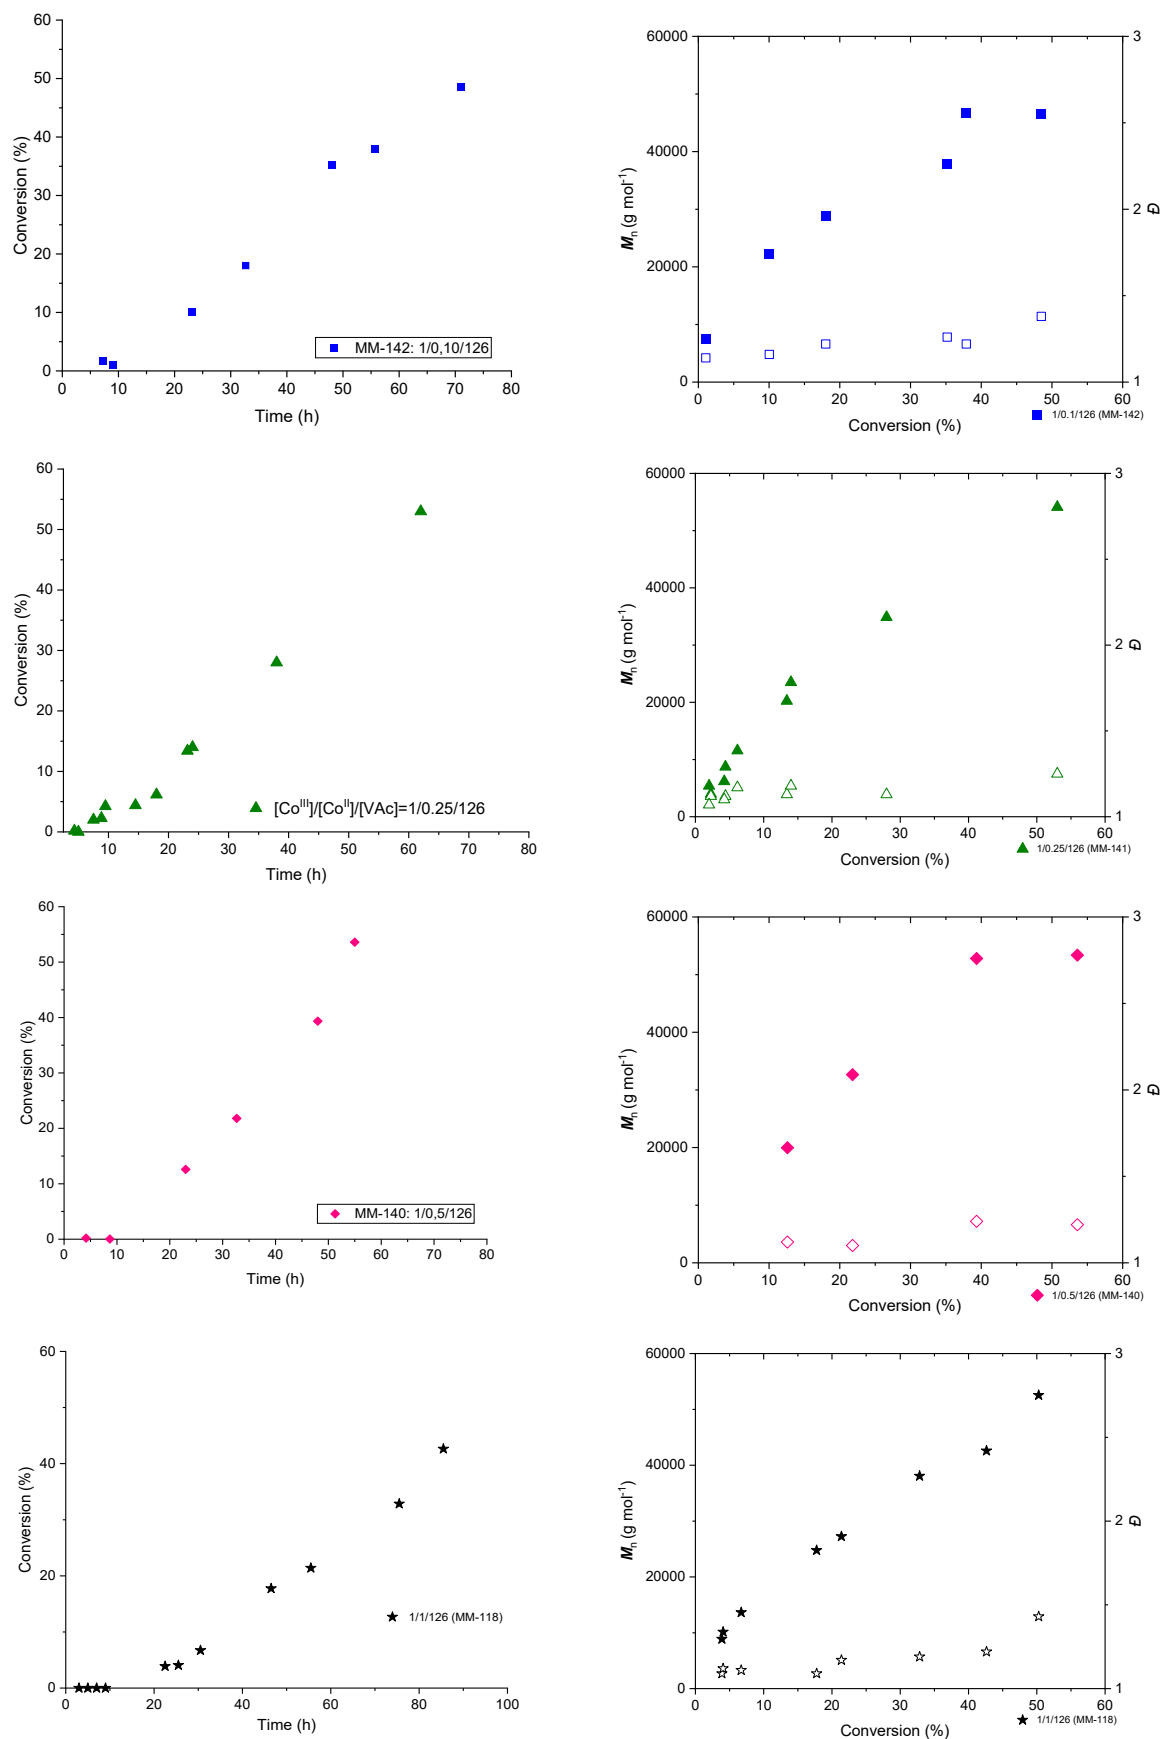 60
50
40
30
20
10
0
0 10 20 30 40 50 60 70 80
Conversion (%)
Time (h)
MM-142: 1/0,10/126
60000
40000
20000
0
3
2
1
0 10 20 30 40 50 60
Mn (g mol-1)
Đ
Conversion (%)
1/0.1/126 (MM-142)
60
50
40
30
20
10
0
10 20 30 40 50 60 70 80
Conversion (%)
Time (h)
[CoIII]/[CoII]/[VAc]=1/0.25/126
60000
40000
20000
0
3
2
1
0 10 20 30 40 50 60
Mn (g mol-1)
Đ
Conversion (%)
1/0.25/126 (MM-141)
60
50
40
30
20
10
0
0 10 20 30 40 50 60 70 80
Conversion (%)
Time (h)
MM-140: 1/0,5/126
60000
40000
20000
0
3
2
1
0 10 20 30 40 50 60
Mn (g mol-1)
Đ
Conversion (%)
1/0.5/126 (MM-140)
60
40
20
0
0 20 40 60 80 100
Conversion (%)
Time (h)
1/1/126 (MM-118)
60000
40000
20000
0
3
2
1
0 10 20 30 40 50 60
Mn (g mol-1)
Đ
Conversion (%)
1/1/126 (MM-118)